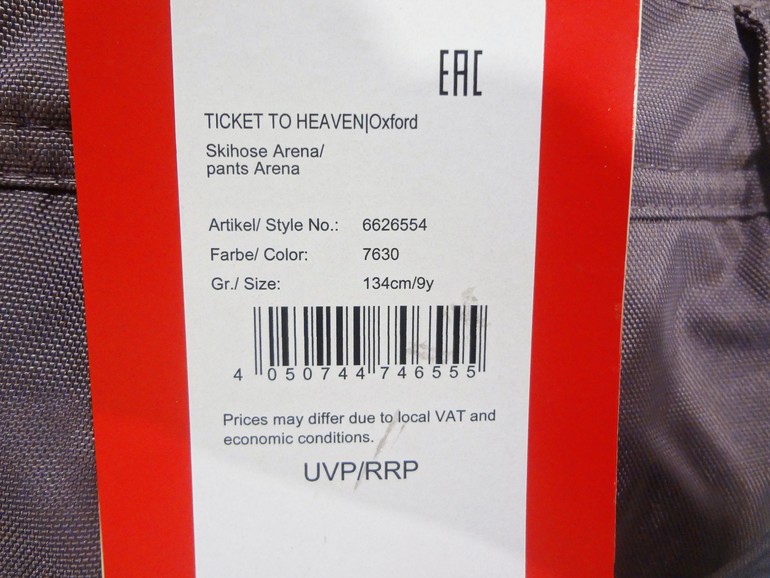 EAC
TICKET TO HEAVEN|Oxford
Skihose Arena/
pants Arena
Artikel/ Style No.: 6626554
Farbe/ Color: 7630
Gr./ Size: 134cm/9y
4 050744 746555
Prices may differ due to local VAT and
economic conditions.
UVP/RRP